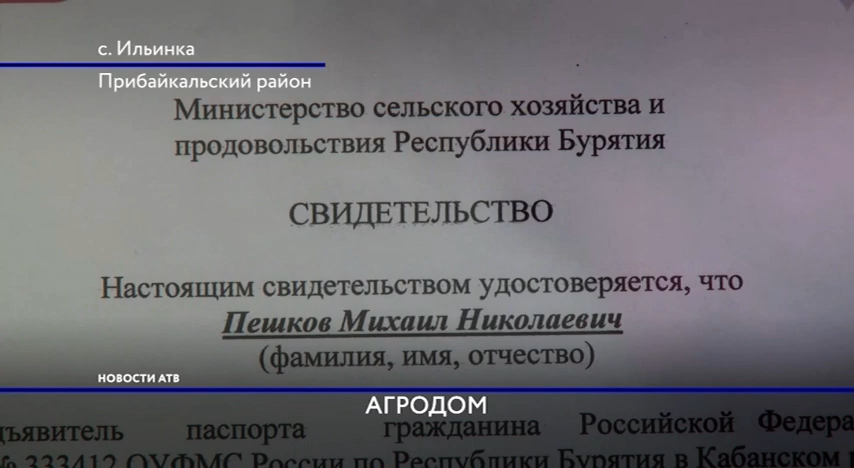 с. Ильинка
Прибайкальский район
Министерство сельского хозяйства и
продовольствия Республики Бурятия
СВИДЕТЕЛЬСТВО
Настоящим свидетельством удостоверяется, что
Пешков Михаил Николаевич
(фамилия, имя, отчество)
НОВОСТИ АТВ
АГРОДОМ
паспорта гражданина Российской
333412 ОУФМС России по Республики Бурятия в Кабанском